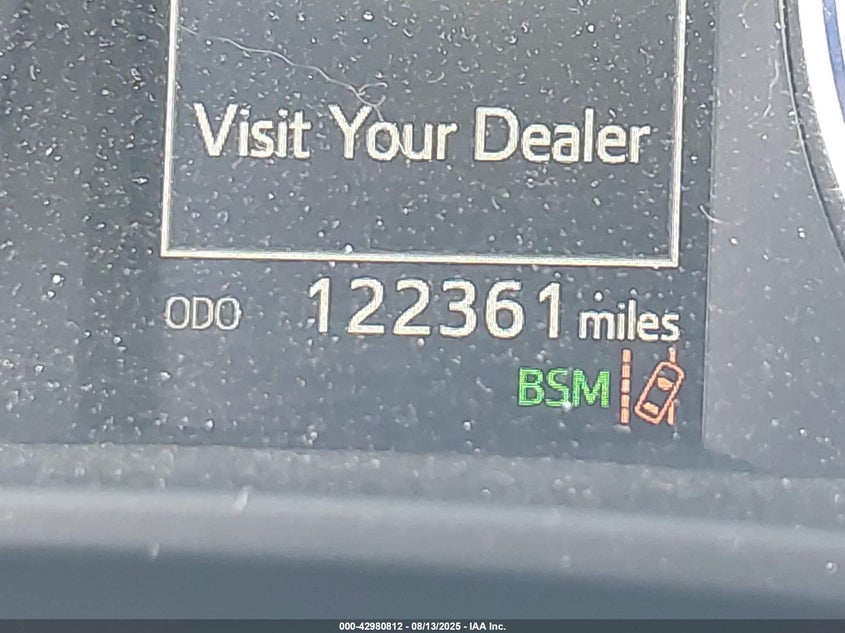 Visit Your Dealer
ODO 122361 miles
BSM
000-42980812 - 08/13/2025 - IAA Inc.